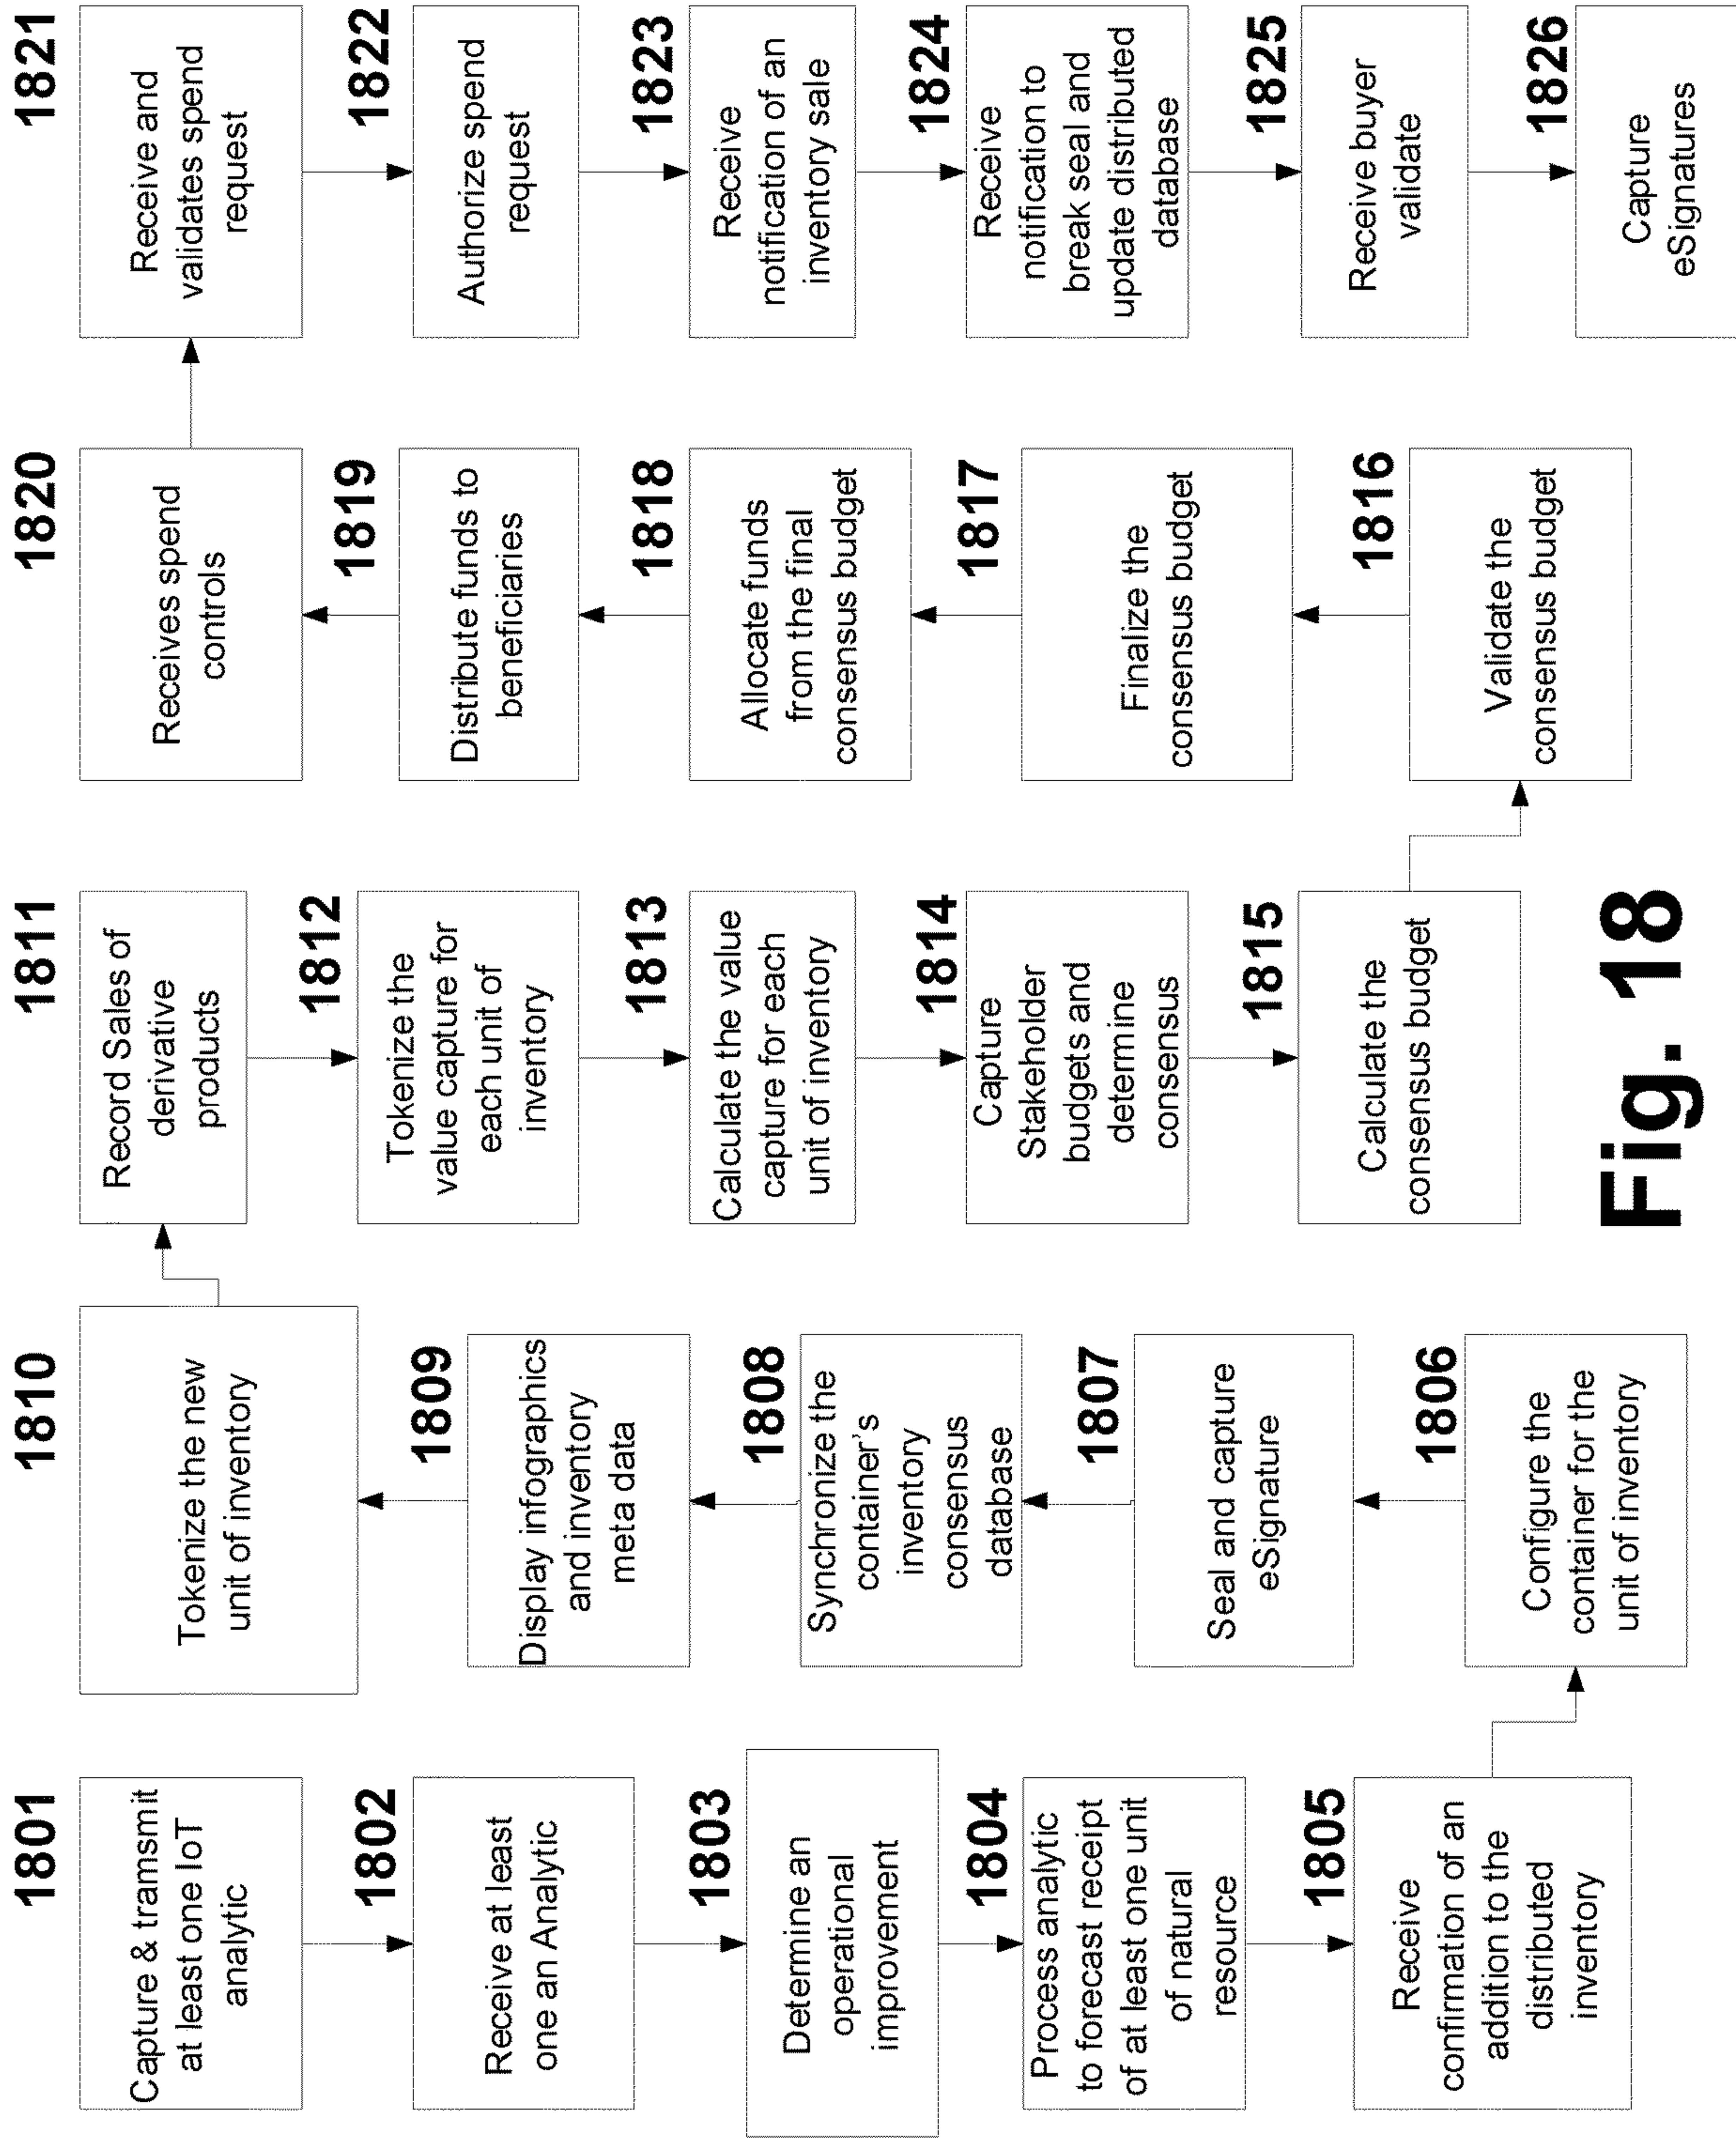 1801
Capture & transmit
at least one IoT
analytic
1802
Receive at least
one an Analytic
1803
Determine an
operational
improvement
1804
Process analytic
to forecast receipt
of at least one unit
of natural
resource
1805
Receive
confirmation of an
addition to the
distributed
inventory
1806
Configure the
container for the
unit of inventory
1807
Seal and capture
eSignature
1808
Synchronize the
container's
inventory
consensus
database
1809
Display infographics
and inventory
meta data
1810
Tokenize the new
unit of inventory
1811
Record Sales of
derivative
products
1812
Tokenize the
value capture for
each unit of
inventory
1813
Calculate the value
capture for each
unit of inventory
1814
Capture
Stakeholder
budgets and
determine
consensus
1815
Calculate the
consensus budget
1816
Validate the
consensus budget
1817
Finalize the
consensus budget
1818
Allocate funds
from the final
consensus budget
1819
Distribute funds to
beneficiaries
1820
Receives spend
controls
1821
Receive and
validates spend
request
1822
Authorize spend
request
1823
Receive
notification of an
inventory sale
1824
Receive
notification to
break seal and
update distributed
database
1825
Receive buyer
validate
1826
Capture
eSignatures
Fig. 18